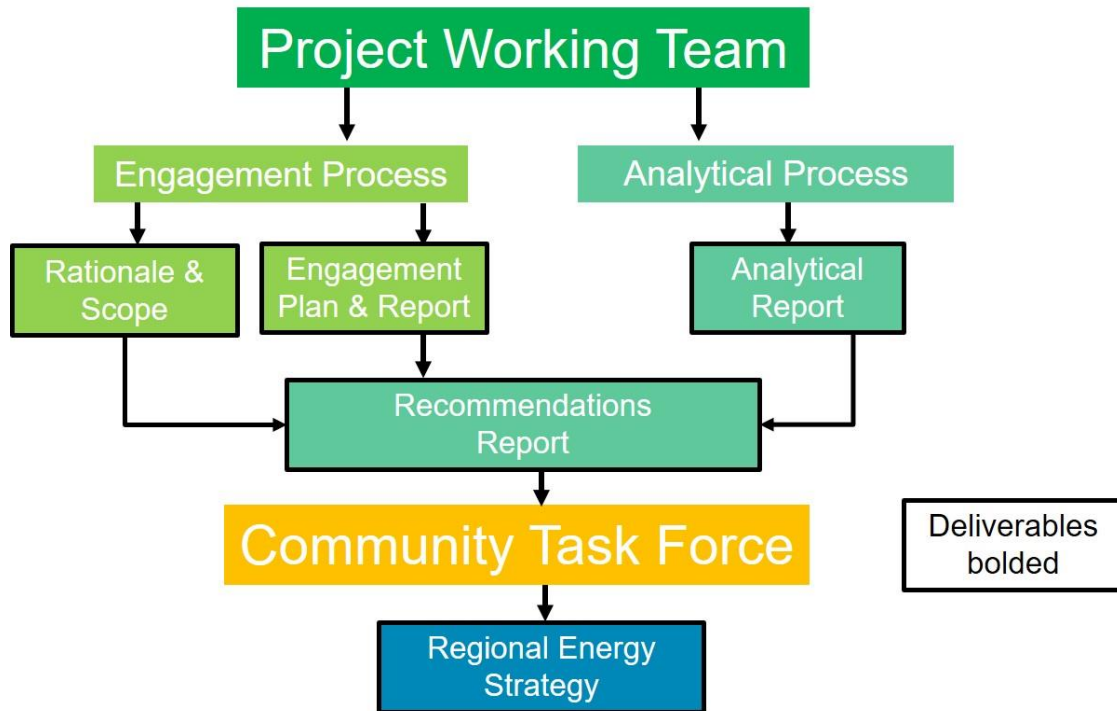 Project Working Team
Engagement Process
Analytical Process
Rationale &
Scope
Engagement
Plan & Report
Analytical
Report
Recommendations
Report
Community Task Force
Deliverables
bolded
Regional Energy
Strategy